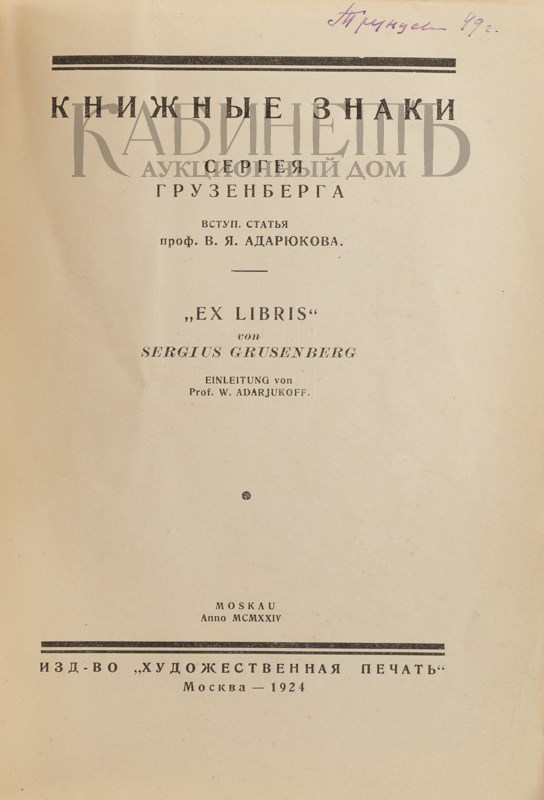 49 г.
КНИЖНЫЕ ЗНАКИ
КАБИНЕТЪ
АУКЦИОННЫЙ ДОМ
СЕРГЕЯ
ГРУЗЕНБЕРГА
ВСТУП. СТАТЬЯ
проф. В. Я. АДАРЮКОВА.
„EX LIBRIS“
von
SERGIUS GRUSENBERG
EINLEITUNG von
Prof. W. ADARJUKOFF.
MOSKAU
Anno MCMXXIV
ИЗД-ВО „ХУДОЖЕСТВЕННАЯ ПЕЧАТЬ“
Москва — 1924